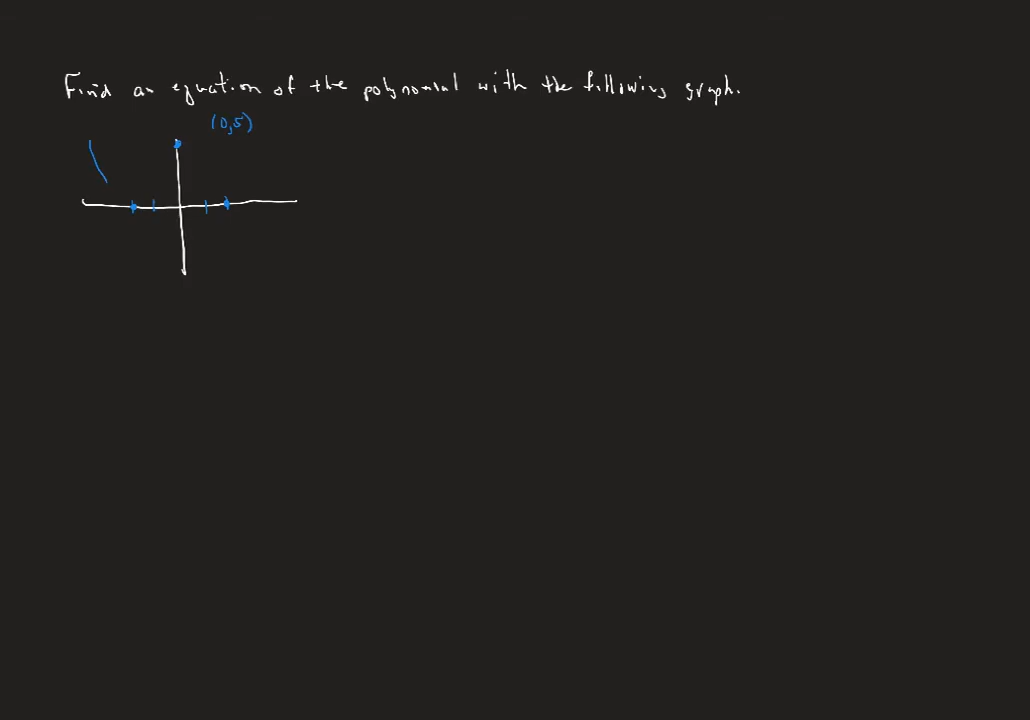 Find an equation of the polynomial with the following graph.
(0,5)